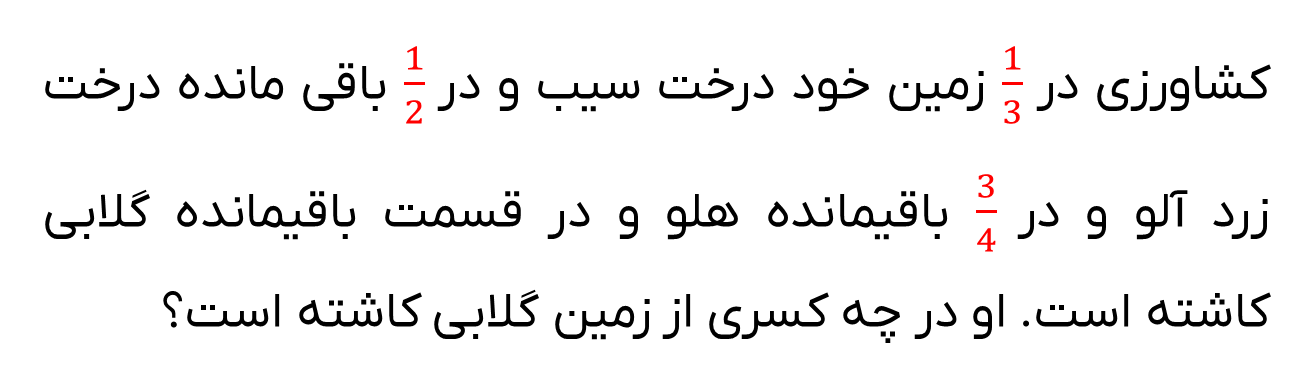 کشاورزی در 1/3 زمین خود درخت سیب و در 1/2 باقی مانده درخت
زرد آلو و در 3/4 باقیمانده هلو و در قسمت باقیمانده گلابی
کاشته است. او در چه کسری از زمین گلابی کاشته است؟